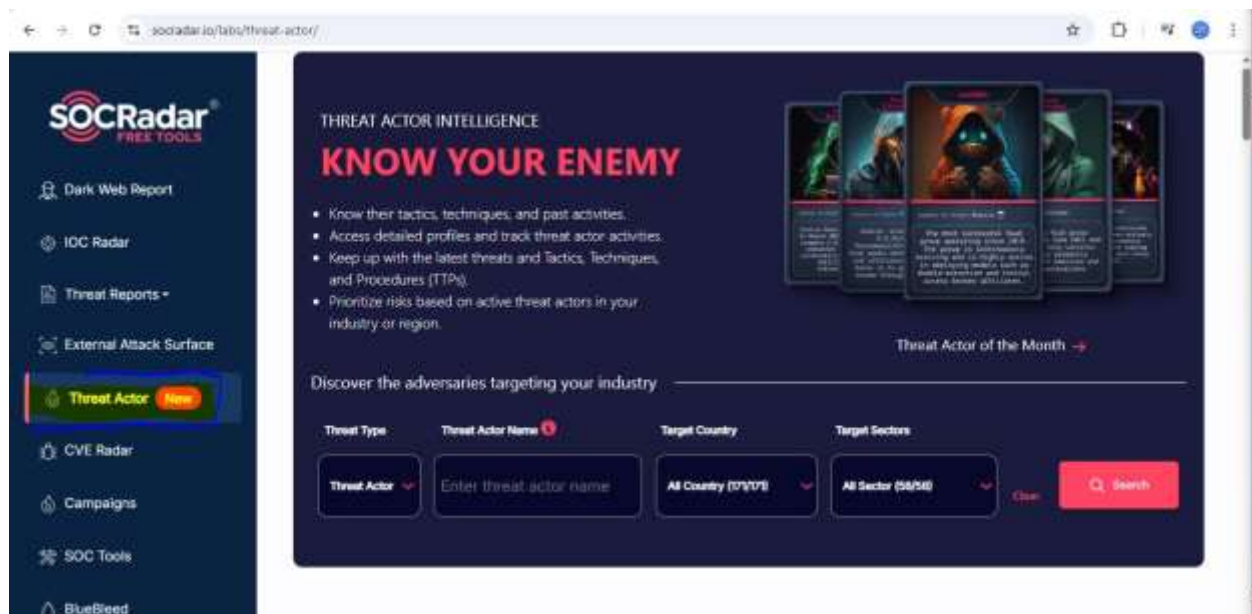 socradar.io/labs/threat-actor/
SOCRadar®
FREE TOOLS
Dark Web Report
IOC Radar
Threat Reports
External Attack Surface
Threat Actor New
CVE Radar
Campaigns
SOC Tools
BlueBleed
THREAT ACTOR INTELLIGENCE
KNOW YOUR ENEMY
• Know their tactics, techniques, and past activities.
• Access detailed profiles and track threat actor activities.
• Keep up with the latest threats and Tactics, Techniques,
and Procedures (TTPs).
• Prioritize risks based on active threat actors in your
industry or region.
Threat Actor of the Month →
Discover the adversaries targeting your industry
Threat Type Threat Actor Name Target Country Target Sectors
Threat Actor Enter threat actor name All Country (171/171) All Sector (58/58) Clear Search